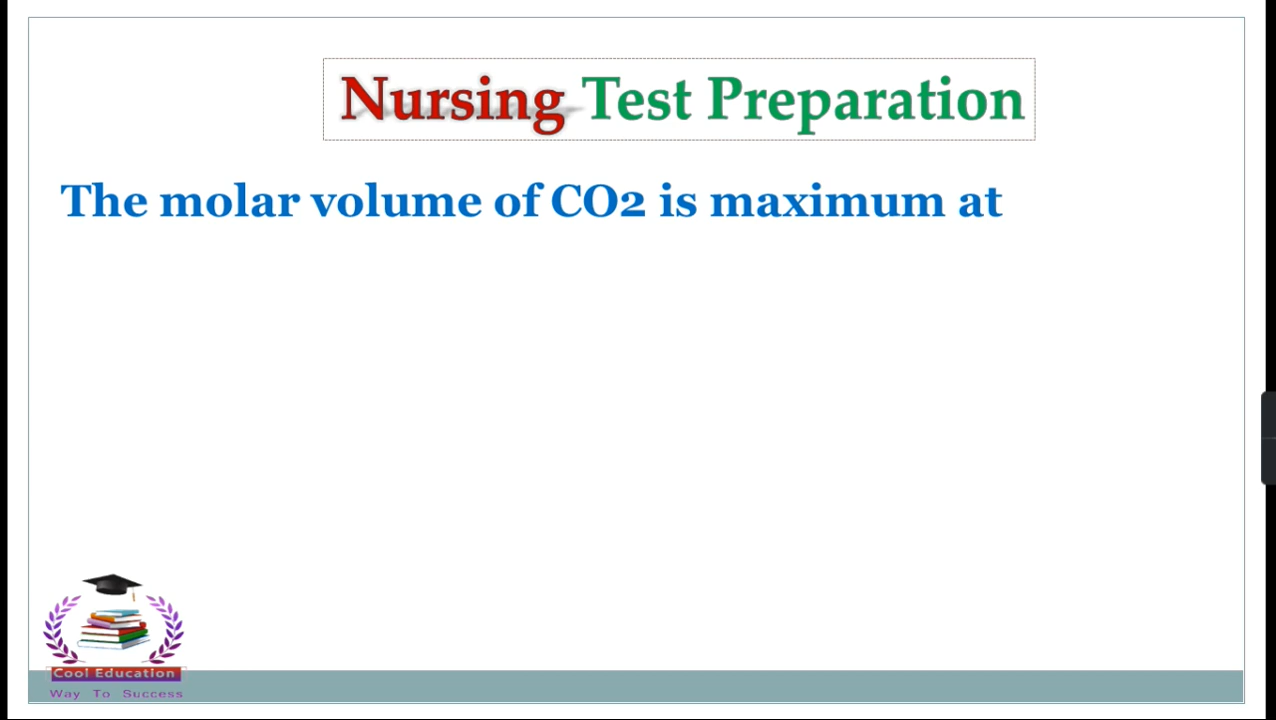 Nursing Test Preparation
The molar volume of CO2 is maximum at
Cool Education
Way To Success